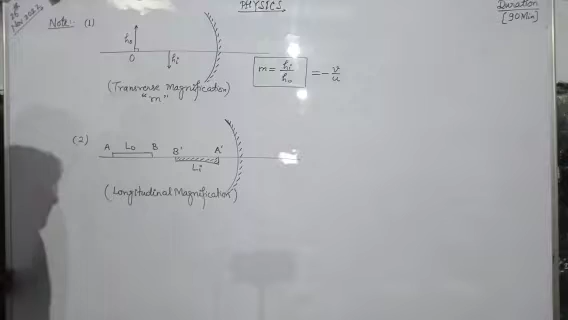 PHYSICS.
Duration
[90 Min]
Note:- (1)
h₀
O
hᵢ
m = hᵢ/h₀ = - v/u
(Transverse Magnification)
"m"
(2)
A L₀ B B' A'
Lᵢ
(Longitudinal Magnification)